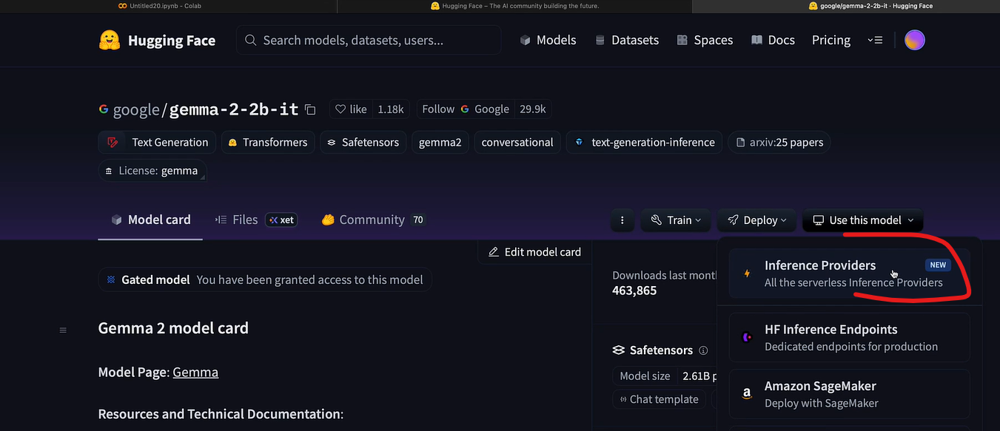 Untitled20.ipynb - Colab
Hugging Face – The AI community building the future.
google/gemma-2-2b-it · Hugging Face
Hugging Face
Search models, datasets, users...
Models
Datasets
Spaces
Docs
Pricing
google/gemma-2-2b-it
like 1.18k
Follow Google 29.9k
Text Generation
Transformers
Safetensors
gemma2
conversational
text-generation-inference
arxiv:25 papers
License: gemma
Model card
Files xet
Community 70
Train
Deploy
Use this model
Edit model card
Gated model You have been granted access to this model
Gemma 2 model card
Model Page: Gemma
Resources and Technical Documentation:
Downloads last month
463,865
Safetensors
Model size 2.61B p
Chat template
Inference Providers NEW
All the serverless Inference Providers
HF Inference Endpoints
Dedicated endpoints for production
a
Amazon SageMaker
Deploy with SageMaker